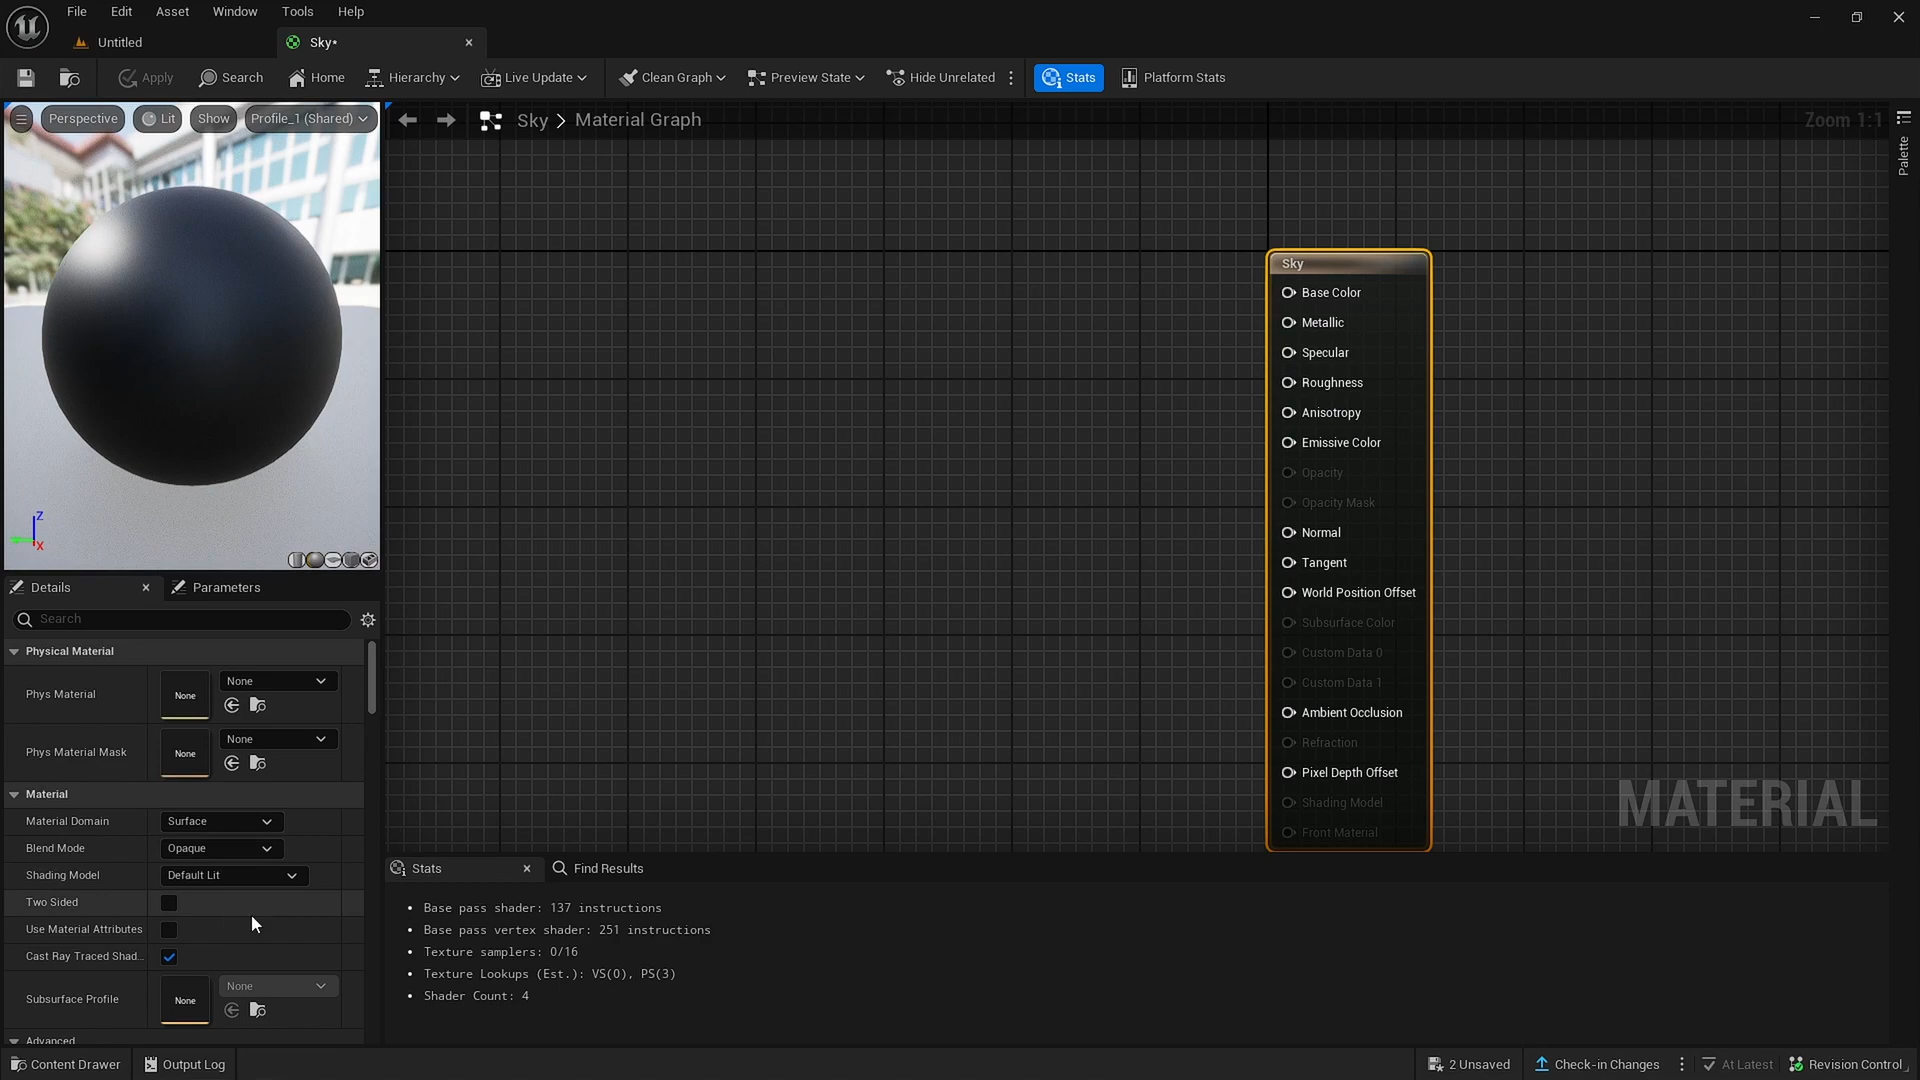 File Edit Asset Window Tools Help
Untitled
Sky*
Apply Search Home Hierarchy Live Update Clean Graph Preview State Hide Unrelated Stats Platform Stats
Perspective Lit Show Profile_1 (Shared)
Sky > Material Graph
Zoom 1:1
Palette
Z
X
Sky
Base Color
Metallic
Specular
Roughness
Anisotropy
Emissive Color
Opacity
Opacity Mask
Normal
Tangent
World Position Offset
Subsurface Color
Custom Data 0
Custom Data 1
Ambient Occlusion
Refraction
Pixel Depth Offset
Shading Model
Front Material
MATERIAL
Details Parameters
Search
Physical Material
Phys Material None None
Phys Material Mask None None
Material
Material Domain Surface
Blend Mode Opaque
Shading Model Default Lit
Two Sided
Use Material Attributes
Cast Ray Traced Shad...
Subsurface Profile None None
Advanced
Stats Find Results
• Base pass shader: 137 instructions
• Base pass vertex shader: 251 instructions
• Texture samplers: 0/16
• Texture Lookups (Est.): VS(0), PS(3)
• Shader Count: 4
Content Drawer Output Log 2 Unsaved Check-in Changes At Latest Revision Control